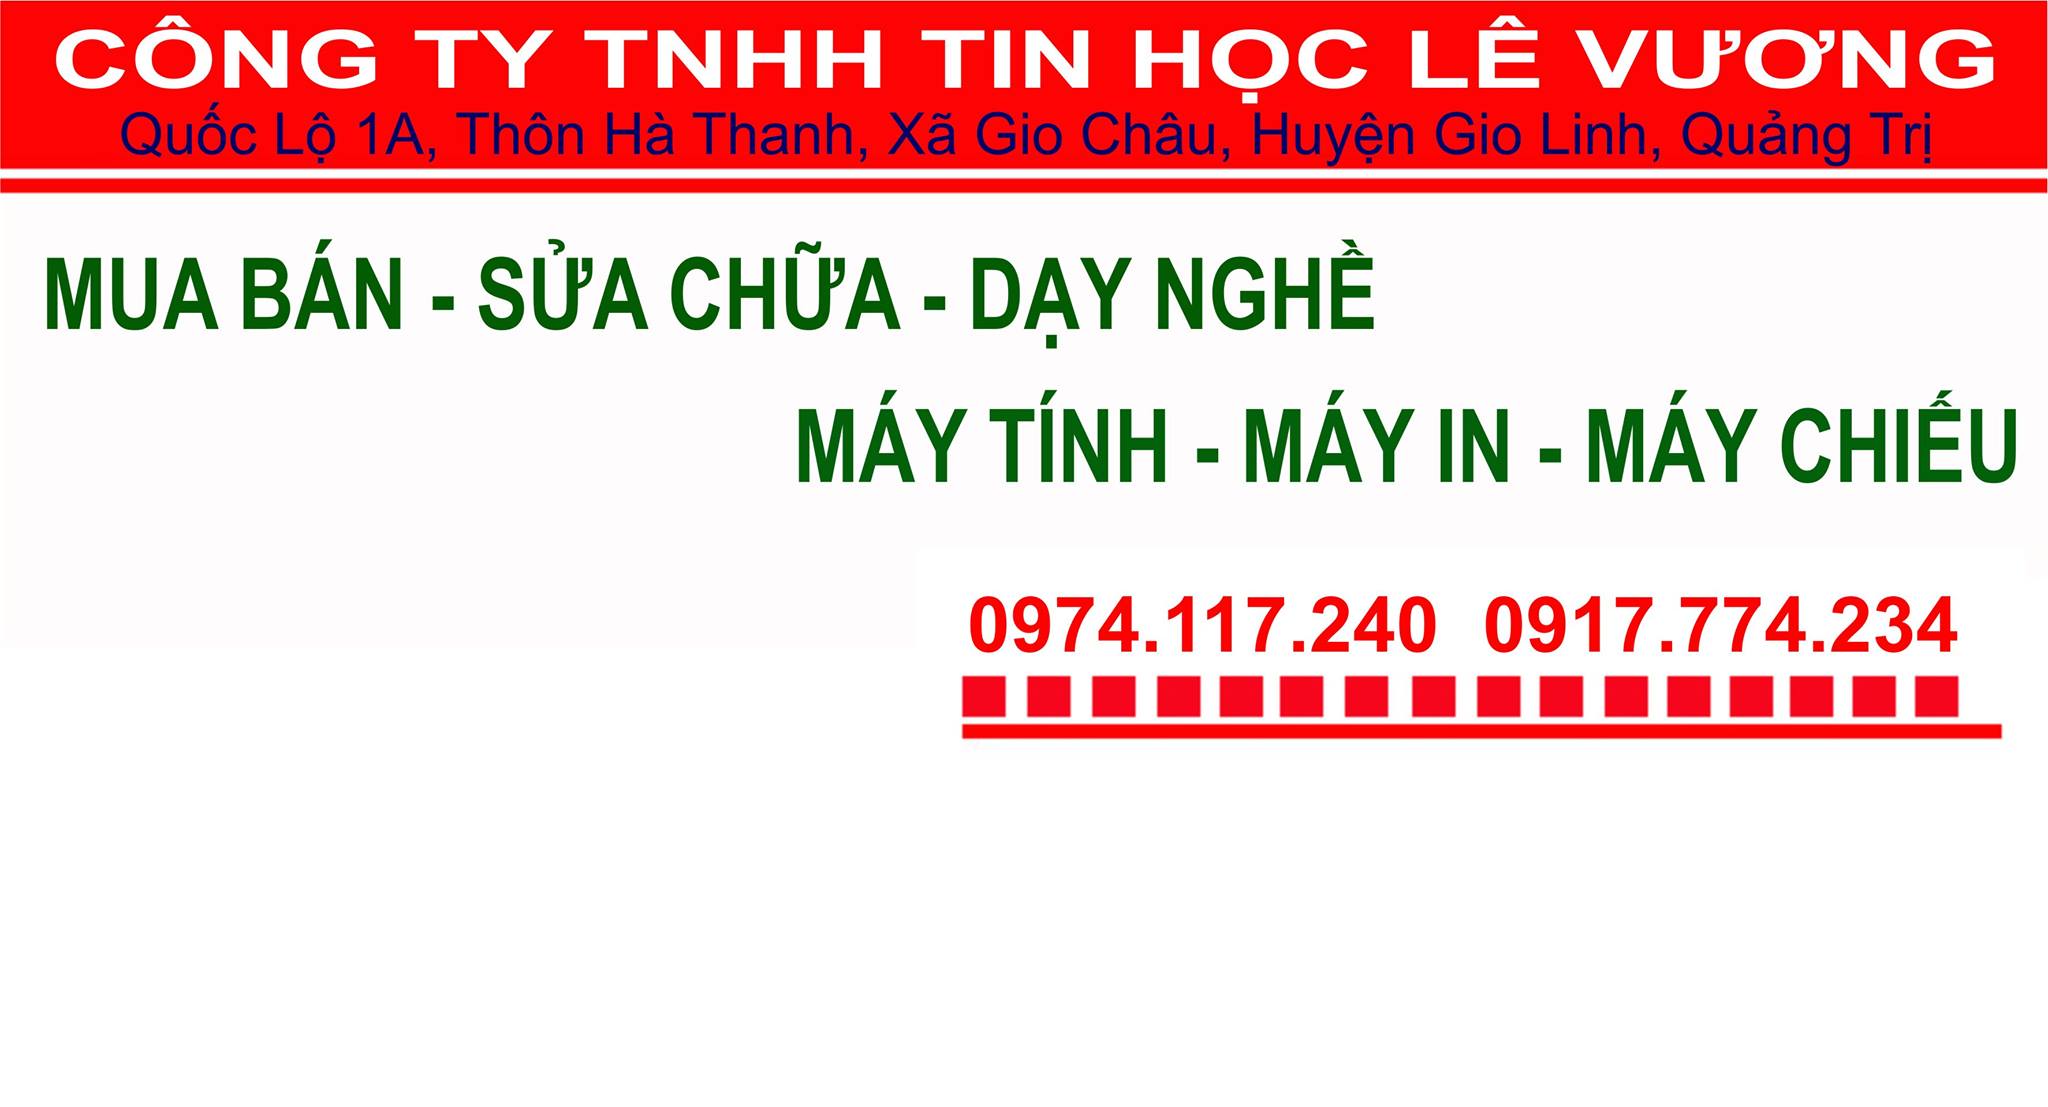 CÔNG TY TNHH TIN HỌC LÊ VƯƠNG
Quốc Lộ 1A, Thôn Hà Thanh, Xã Gio Châu, Huyện Gio Linh, Quảng Trị
MUA BÁN - SỬA CHỮA - DẠY NGHỀ
MÁY TÍNH - MÁY IN - MÁY CHIẾU
0974.117.240 0917.774.234